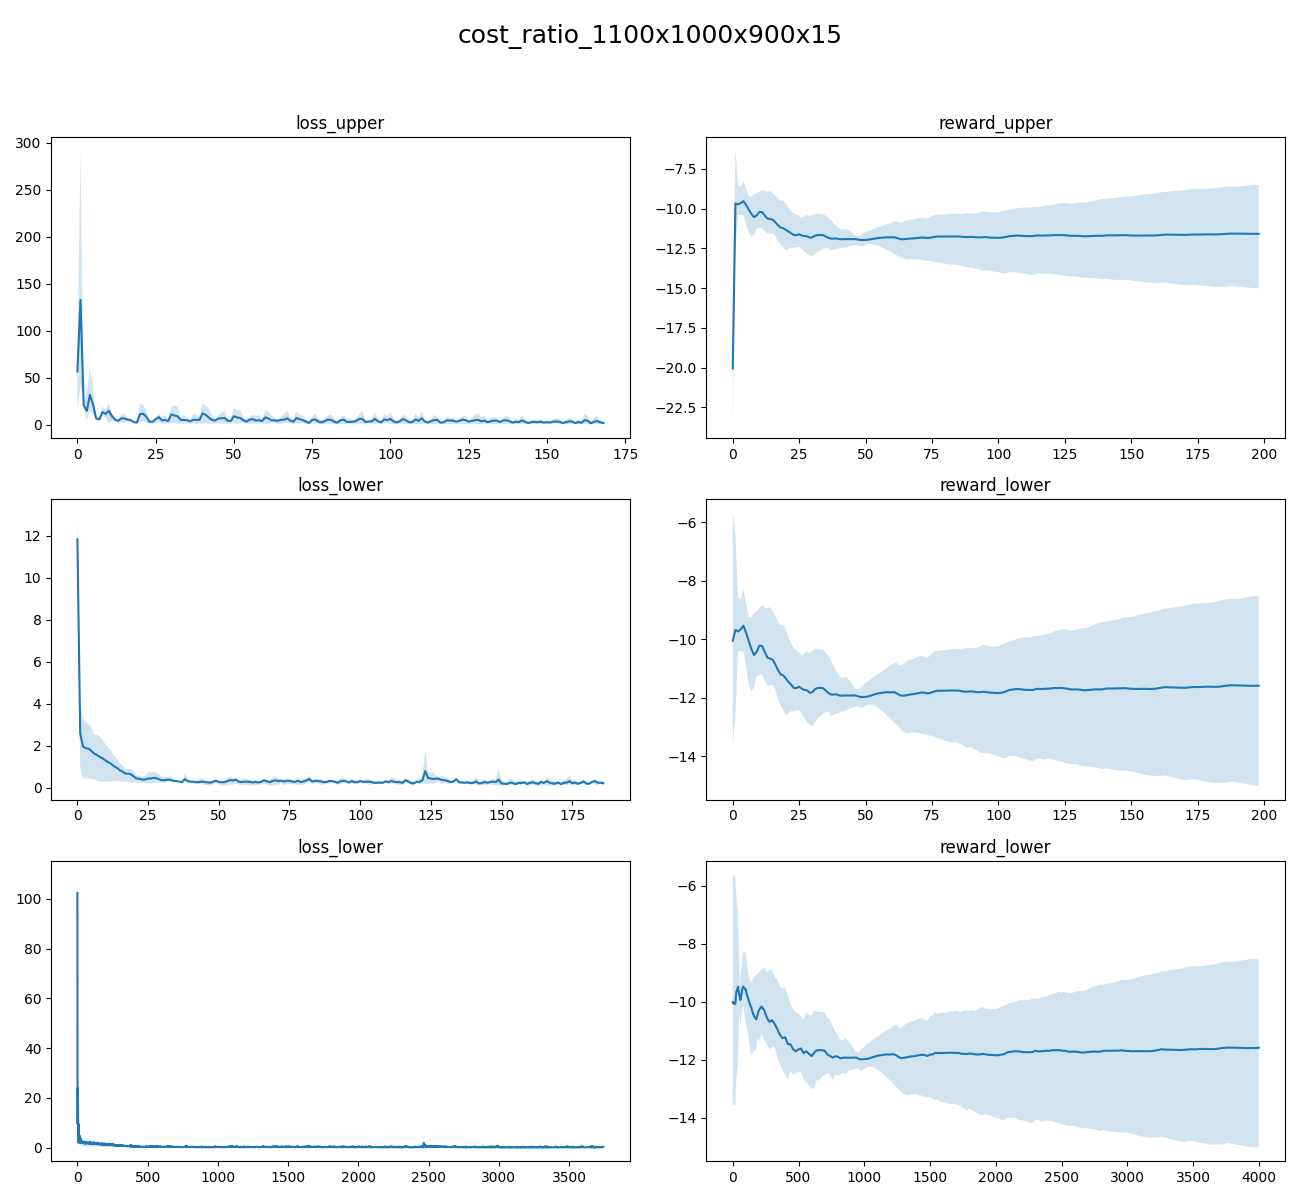 cost_ratio_1100x1000x900x15
loss_upper
reward_upper
300
250
200
150
100
50
0
0 25 50 75 100 125 150 175
−7.5
−10.0
−12.5
−15.0
−17.5
−20.0
−22.5
0 25 50 75 100 125 150 175 200
loss_lower
reward_lower
12
10
8
6
4
2
0
0 25 50 75 100 125 150 175
−6
−8
−10
−12
−14
0 25 50 75 100 125 150 175 200
loss_lower
reward_lower
100
80
60
40
20
0
0 500 1000 1500 2000 2500 3000 3500
−6
−8
−10
−12
−14
0 500 1000 1500 2000 2500 3000 3500 4000